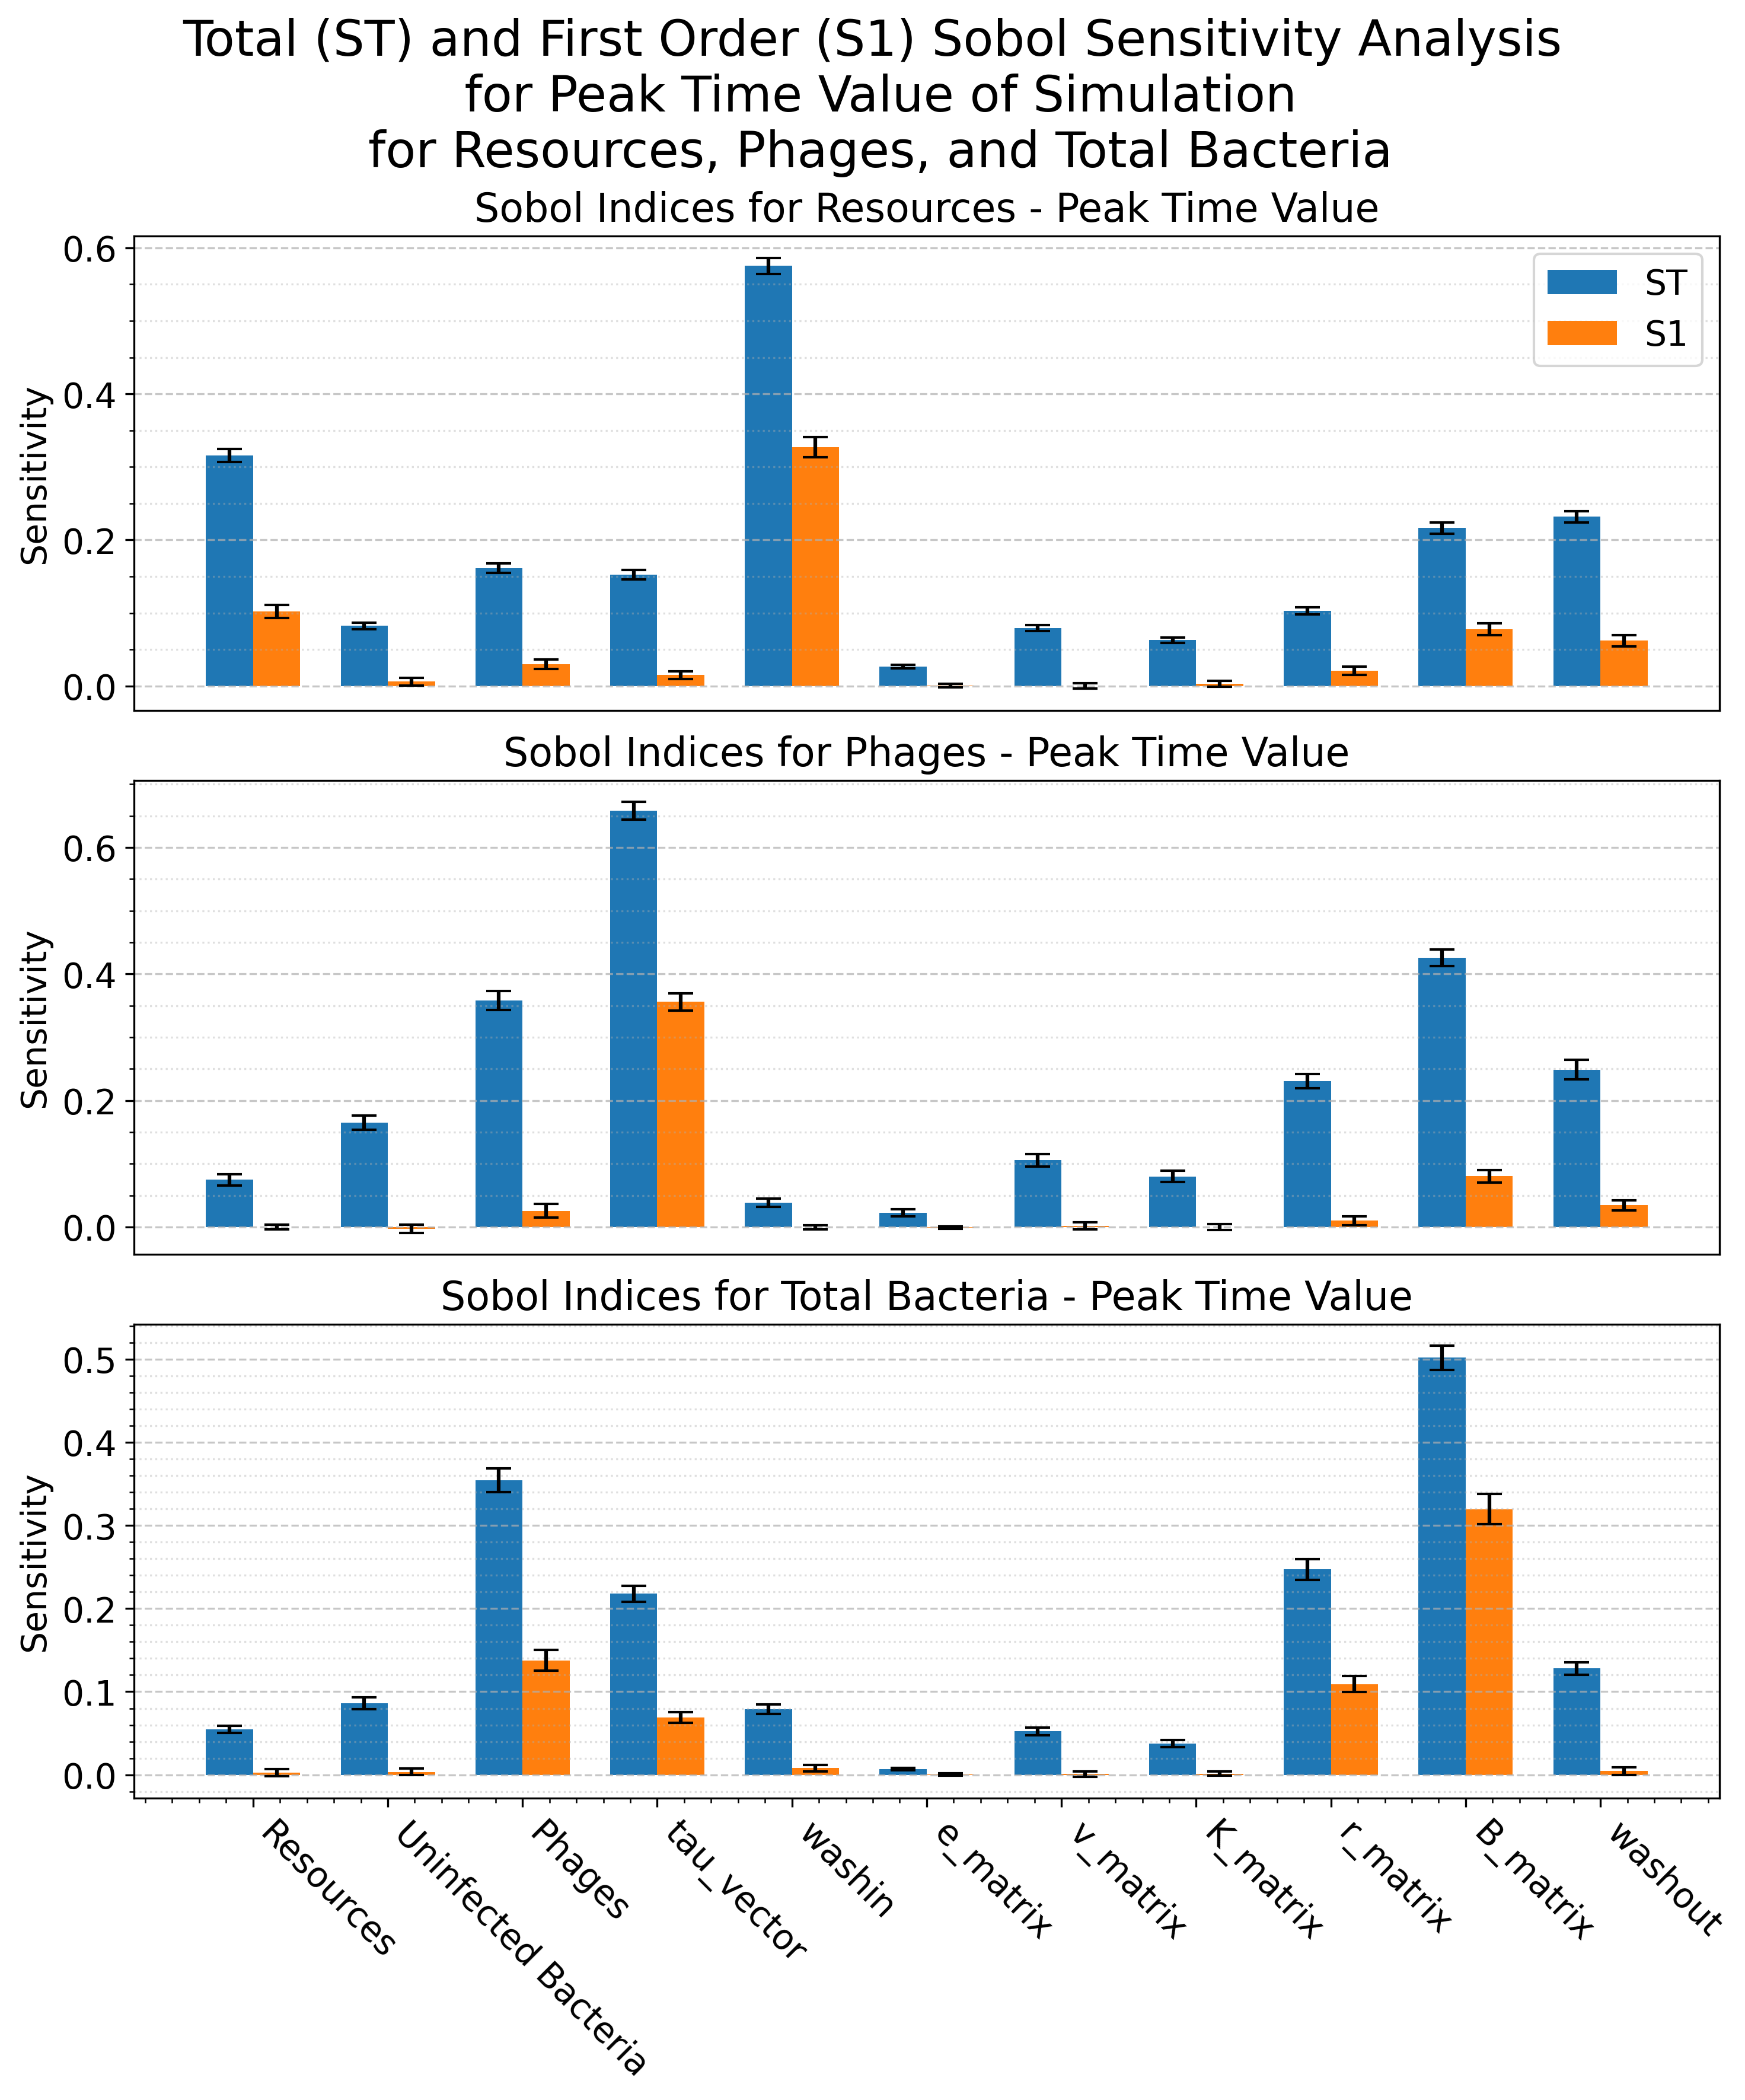 Total (ST) and First Order (S1) Sobol Sensitivity Analysis
for Peak Time Value of Simulation
for Resources, Phages, and Total Bacteria
Sobol Indices for Resources - Peak Time Value
0.6
0.4
0.2
0.0
Sensitivity
ST
S1
Sobol Indices for Phages - Peak Time Value
0.6
0.4
0.2
0.0
Sensitivity
Sobol Indices for Total Bacteria - Peak Time Value
0.5
0.4
0.3
0.2
0.1
0.0
Sensitivity
Resources
Uninfected Bacteria
Phages
tau_vector
washin
e_matrix
v_matrix
K_matrix
r_matrix
B_matrix
washout